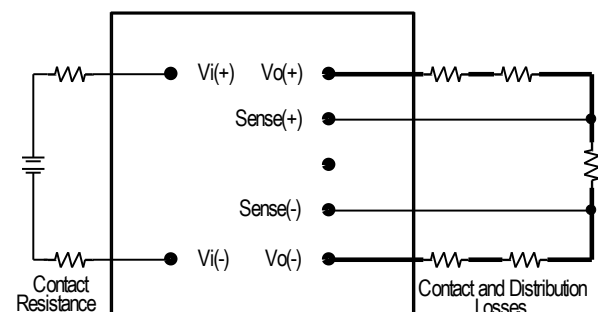 Vi(+) Vo(+)
Sense(+)
Sense(-)
Vi(-) Vo(-)
Contact
Resistance
Contact and Distribution
Losses